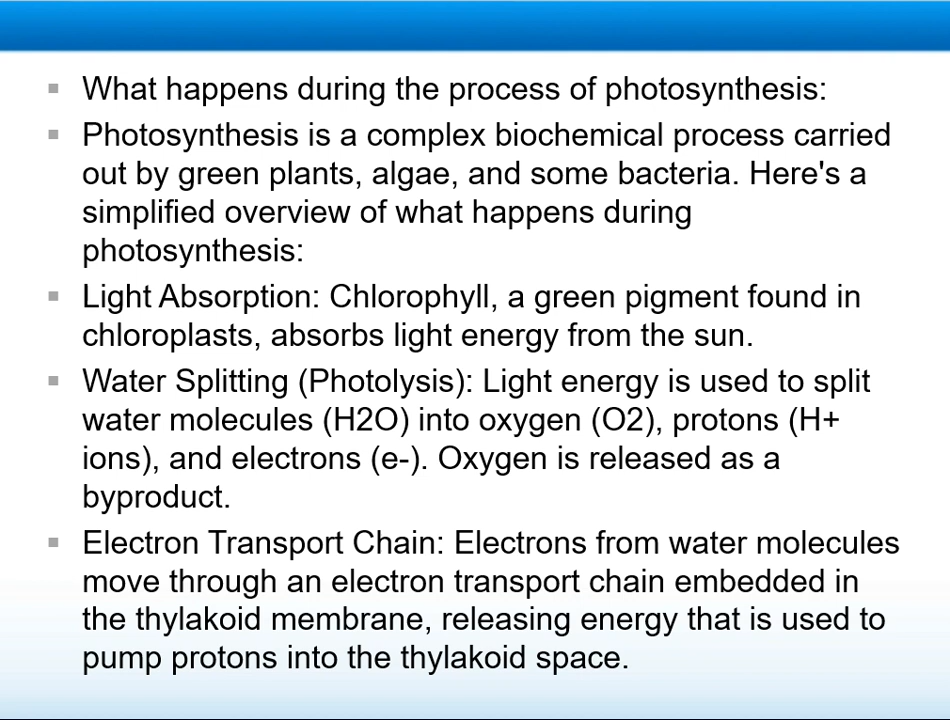 What happens during the process of photosynthesis:
Photosynthesis is a complex biochemical process carried
out by green plants, algae, and some bacteria. Here's a
simplified overview of what happens during
photosynthesis:
Light Absorption: Chlorophyll, a green pigment found in
chloroplasts, absorbs light energy from the sun.
Water Splitting (Photolysis): Light energy is used to split
water molecules (H2O) into oxygen (O2), protons (H+
ions), and electrons (e-). Oxygen is released as a
byproduct.
Electron Transport Chain: Electrons from water molecules
move through an electron transport chain embedded in
the thylakoid membrane, releasing energy that is used to
pump protons into the thylakoid space.